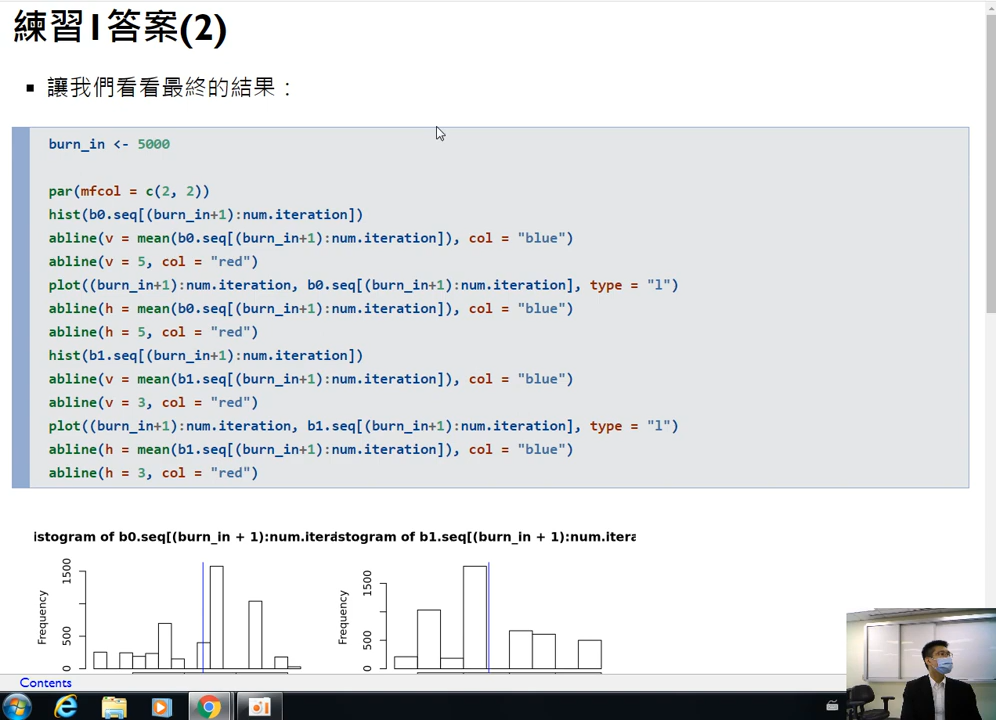 練習1答案(2)
▪ 讓我們看看最終的結果：
burn_in <- 5000
par(mfcol = c(2, 2))
hist(b0.seq[(burn_in+1):num.iteration])
abline(v = mean(b0.seq[(burn_in+1):num.iteration]), col = "blue")
abline(v = 5, col = "red")
plot((burn_in+1):num.iteration, b0.seq[(burn_in+1):num.iteration], type = "l")
abline(h = mean(b0.seq[(burn_in+1):num.iteration]), col = "blue")
abline(h = 5, col = "red")
hist(b1.seq[(burn_in+1):num.iteration])
abline(v = mean(b1.seq[(burn_in+1):num.iteration]), col = "blue")
abline(v = 3, col = "red")
plot((burn_in+1):num.iteration, b1.seq[(burn_in+1):num.iteration], type = "l")
abline(h = mean(b1.seq[(burn_in+1):num.iteration]), col = "blue")
abline(h = 3, col = "red")
istogram of b0.seq[(burn_in + 1):num.itera
istogram of b1.seq[(burn_in + 1):num.itera
Frequency
1500
500
0
Frequency
1500
500
0
Contents